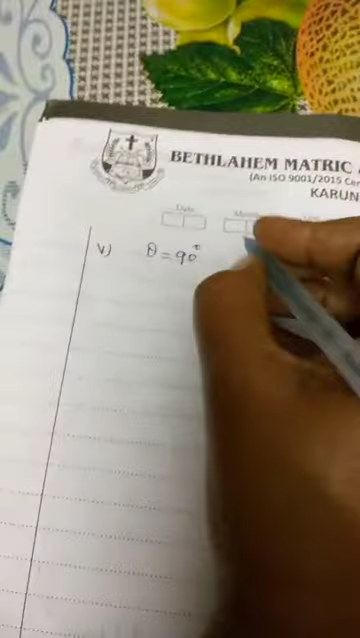 BETHLAHEM MATRIC
(An ISO 9001/2015 Cer
KARUN
Date
v) θ = 90°